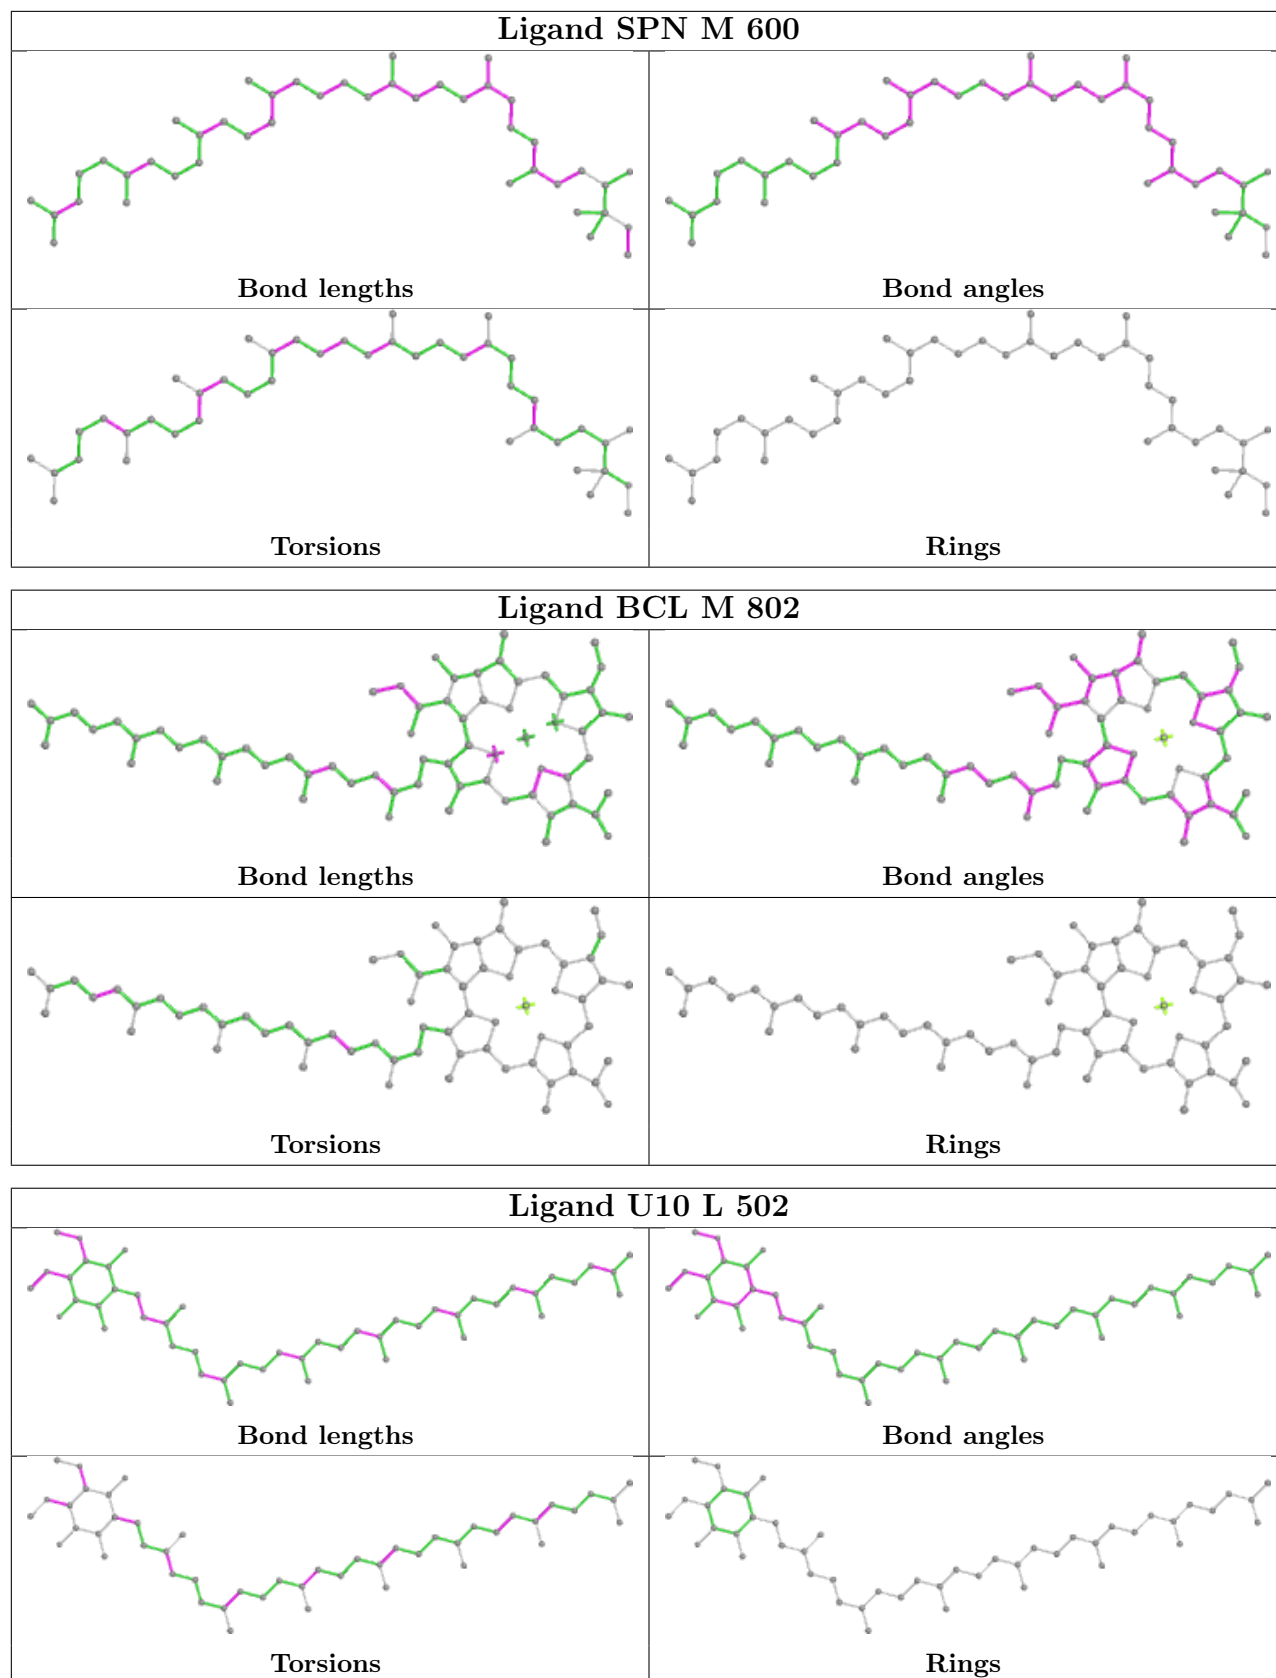 Ligand SPN M 600
Bond lengths
Bond angles
Torsions
Rings
Ligand BCL M 802
Bond lengths
Bond angles
Torsions
Rings
Ligand U10 L 502
Bond lengths
Bond angles
Torsions
Rings